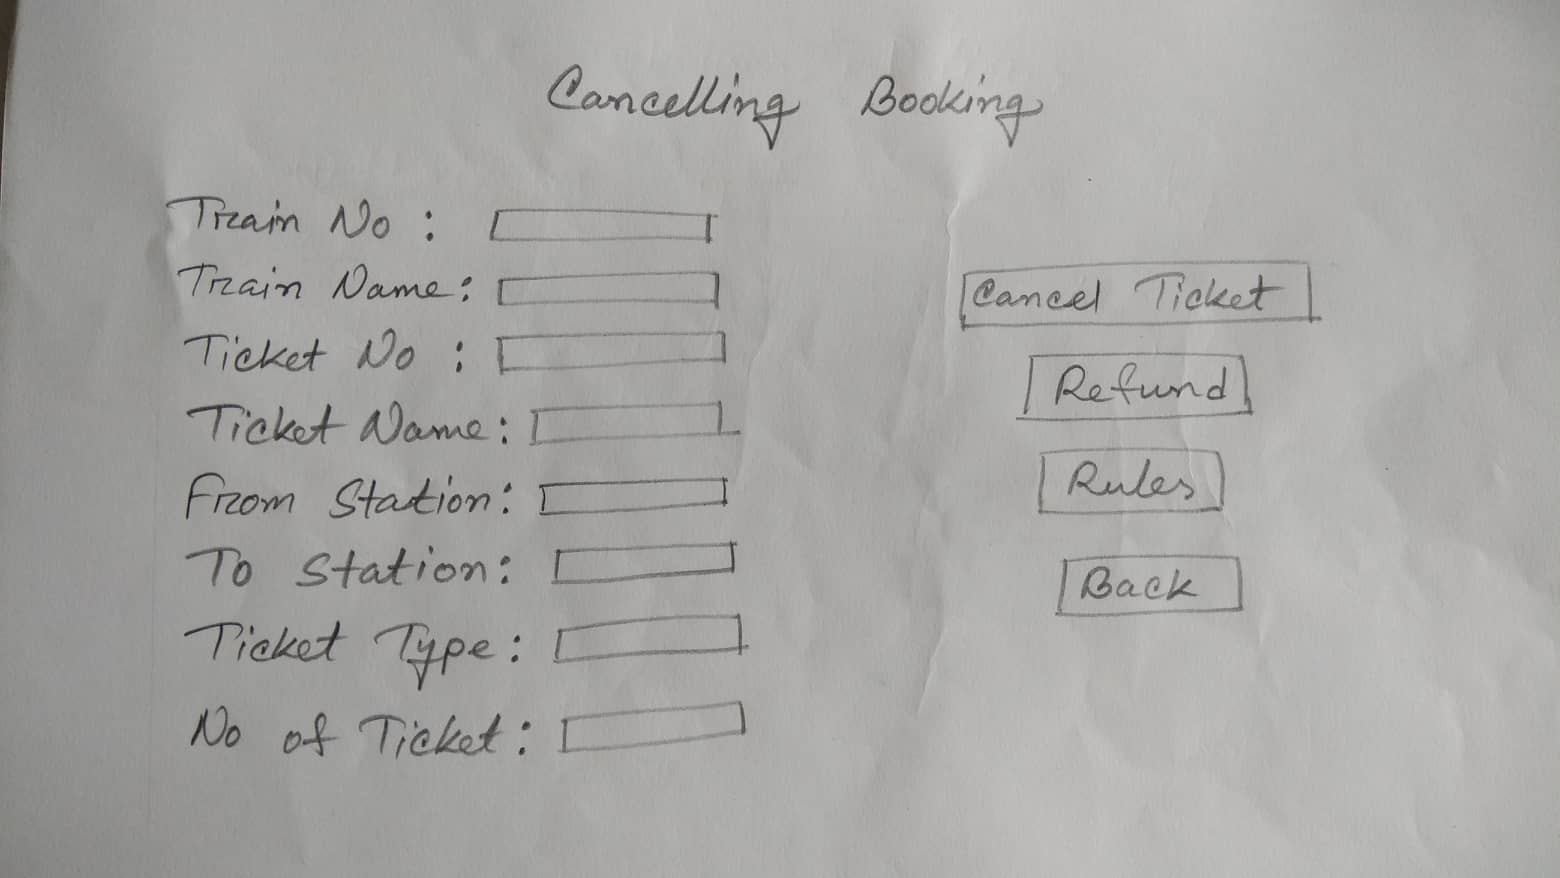 Cancelling Booking
Train No :
Train Name :
Ticket No :
Ticket Name :
From Station :
To Station :
Ticket Type :
No of Ticket :
Cancel Ticket
Refund
Rules
Back